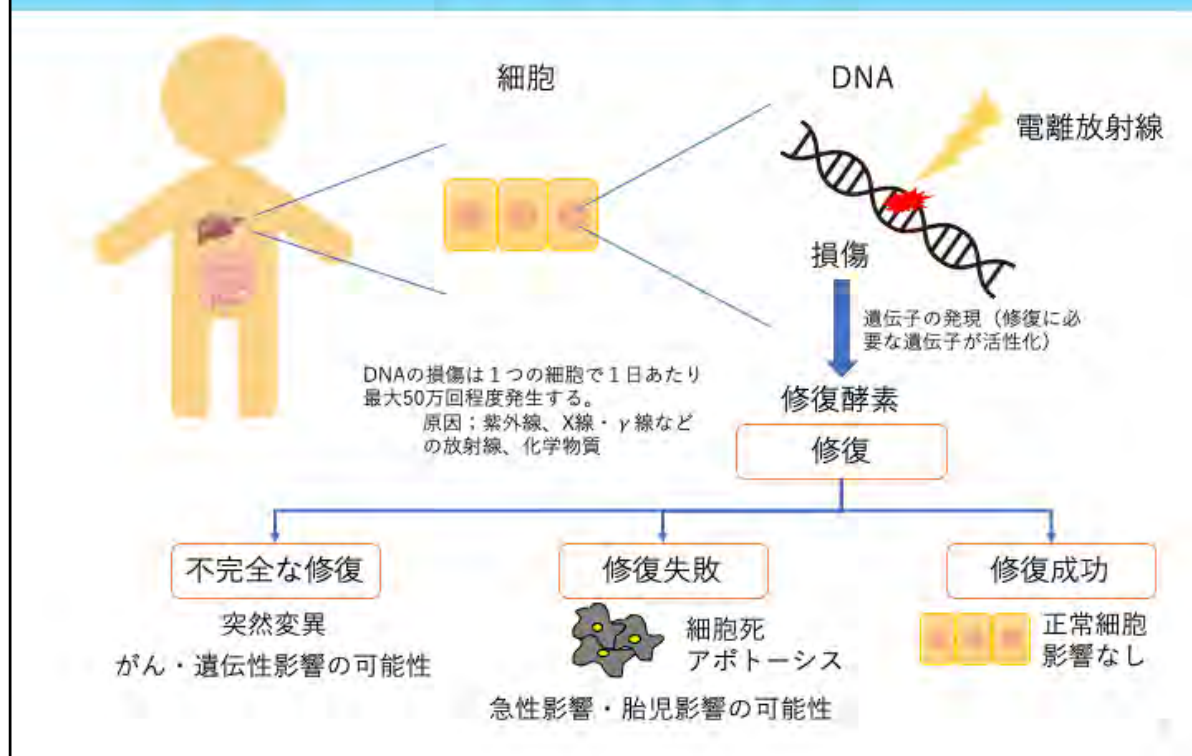 細胞
DNA
電離放射線
損傷
遺伝子の発現（修復に必
要な遺伝子が活性化）
DNAの損傷は１つの細胞で１日あたり
最大50万回程度発生する。
原因；紫外線、X線・γ線など
の放射線、化学物質
修復酵素
修復
不完全な修復
突然変異
がん・遺伝性影響の可能性
修復失敗
細胞死
アポトーシス
急性影響・胎児影響の可能性
修復成功
正常細胞
影響なし